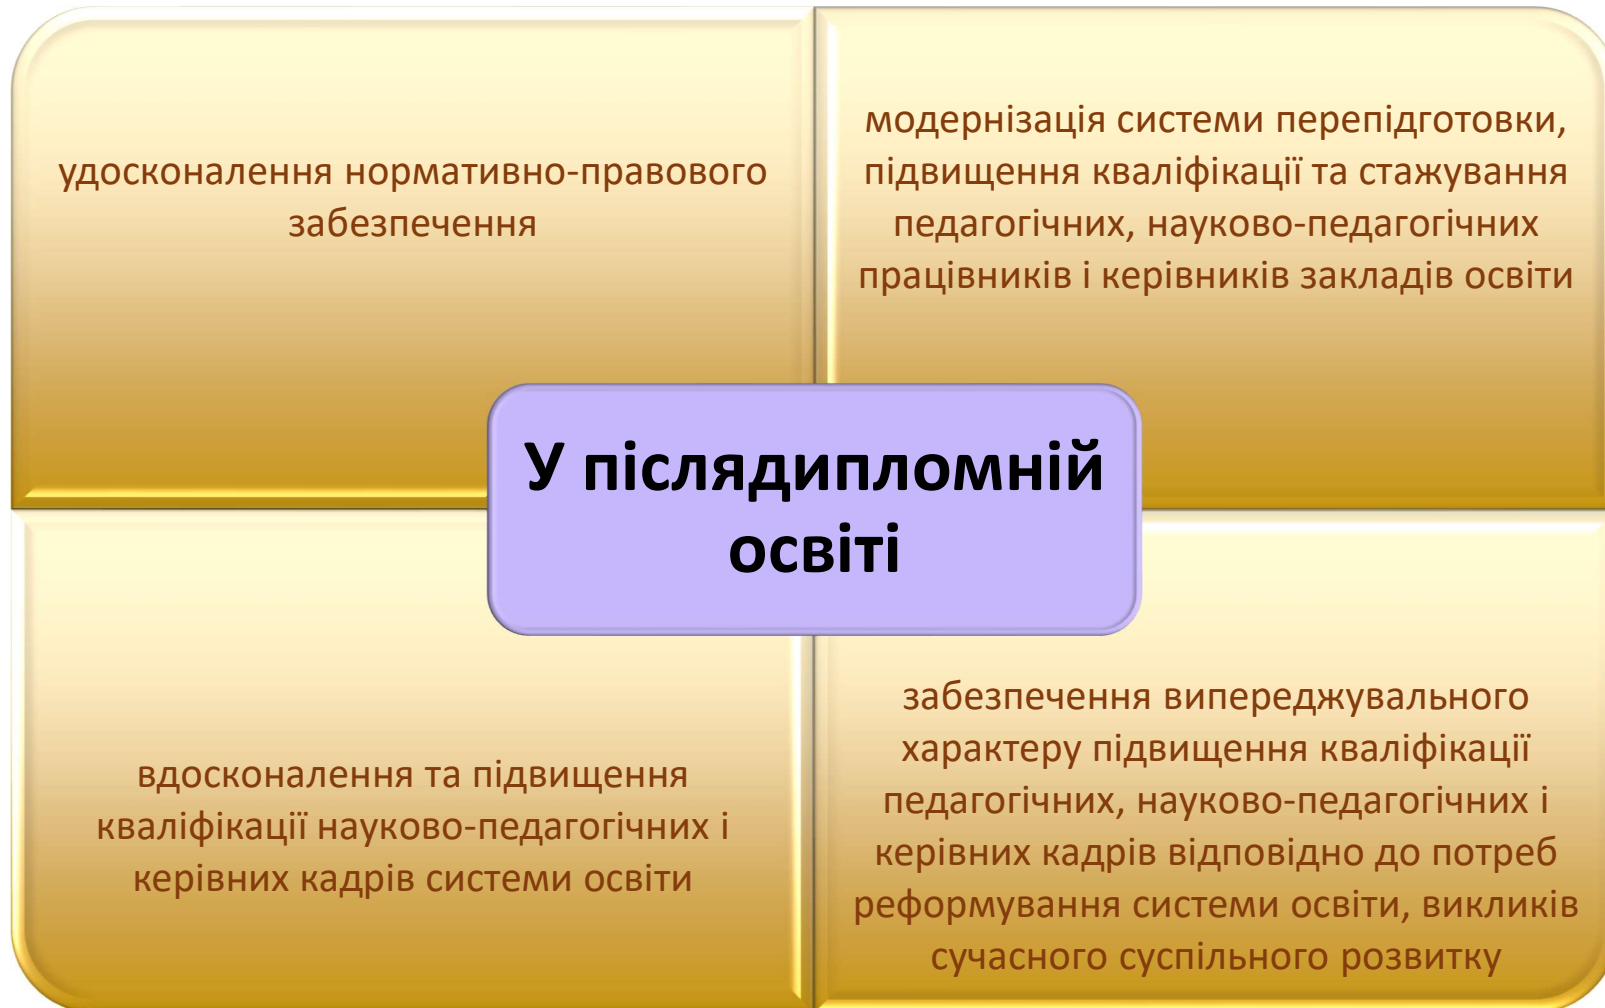 удосконалення нормативно-правового
забезпечення
модернізація системи перепідготовки,
підвищення кваліфікації та стажування
педагогічних, науково-педагогічних
працівників і керівників закладів освіти
У післядипломній
освіті
вдосконалення та підвищення
кваліфікації науково-педагогічних і
керівних кадрів системи освіти
забезпечення випереджувального
характеру підвищення кваліфікації
педагогічних, науково-педагогічних і
керівних кадрів відповідно до потреб
реформування системи освіти, викликів
сучасного суспільного розвитку